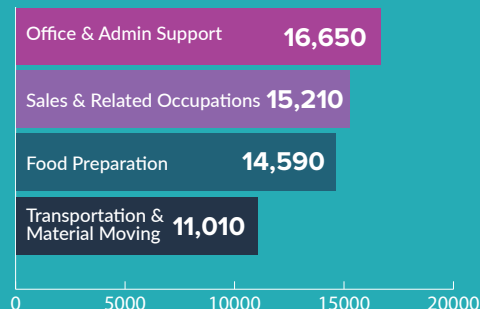 Office & Admin Support 16,650
Sales & Related Occupations 15,210
Food Preparation 14,590
Transportation &
Material Moving 11,010
0 5000 10000 15000 20000